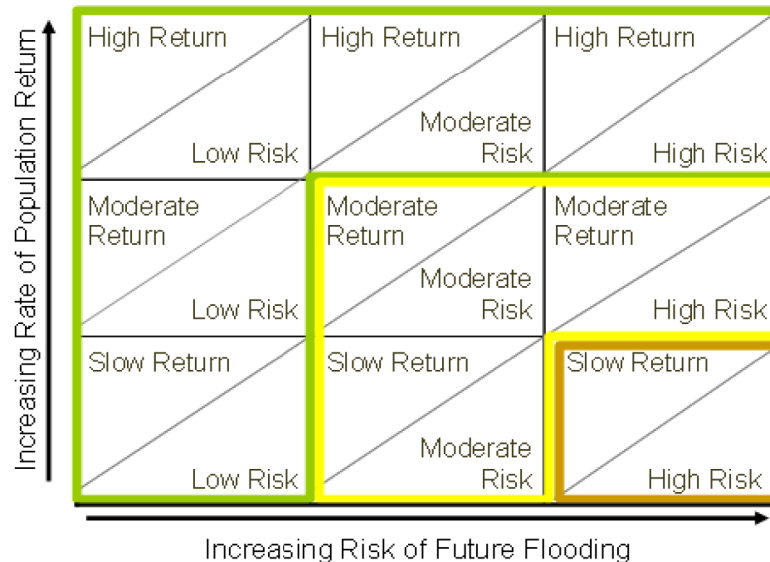 Increasing Rate of Population Return
High Return
Low Risk
High Return
Moderate
Risk
High Return
High Risk
Moderate
Return
Low Risk
Moderate
Return
Moderate
Risk
Moderate
Return
High Risk
Slow Return
Low Risk
Slow Return
Moderate
Risk
Slow Return
High Risk
Increasing Risk of Future Flooding